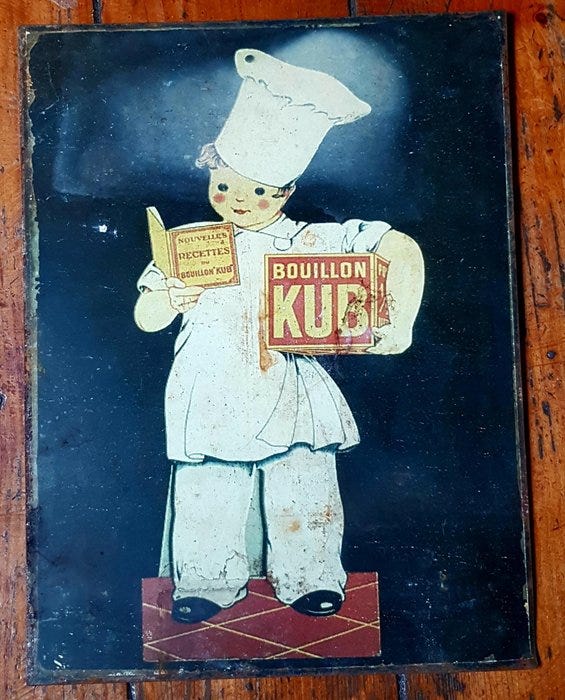 NOUVELLES
RECETTES
DU
BOUILLON "KUB"
BOUILLON
KUB